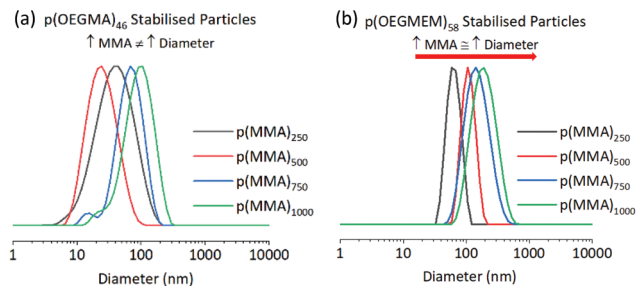 (a) p(OEGMA)₄₆ Stabilised Particles
↑ MMA ≠ ↑ Diameter
p(MMA)₂₅₀
p(MMA)₅₀₀
p(MMA)₇₅₀
p(MMA)₁₀₀₀
1 10 100 1000 10000
Diameter (nm)
(b) p(OEGMEM)₅₈ Stabilised Particles
↑ MMA ≅ ↑ Diameter
p(MMA)₂₅₀
p(MMA)₅₀₀
p(MMA)₇₅₀
p(MMA)₁₀₀₀
1 10 100 1000 10000
Diameter (nm)